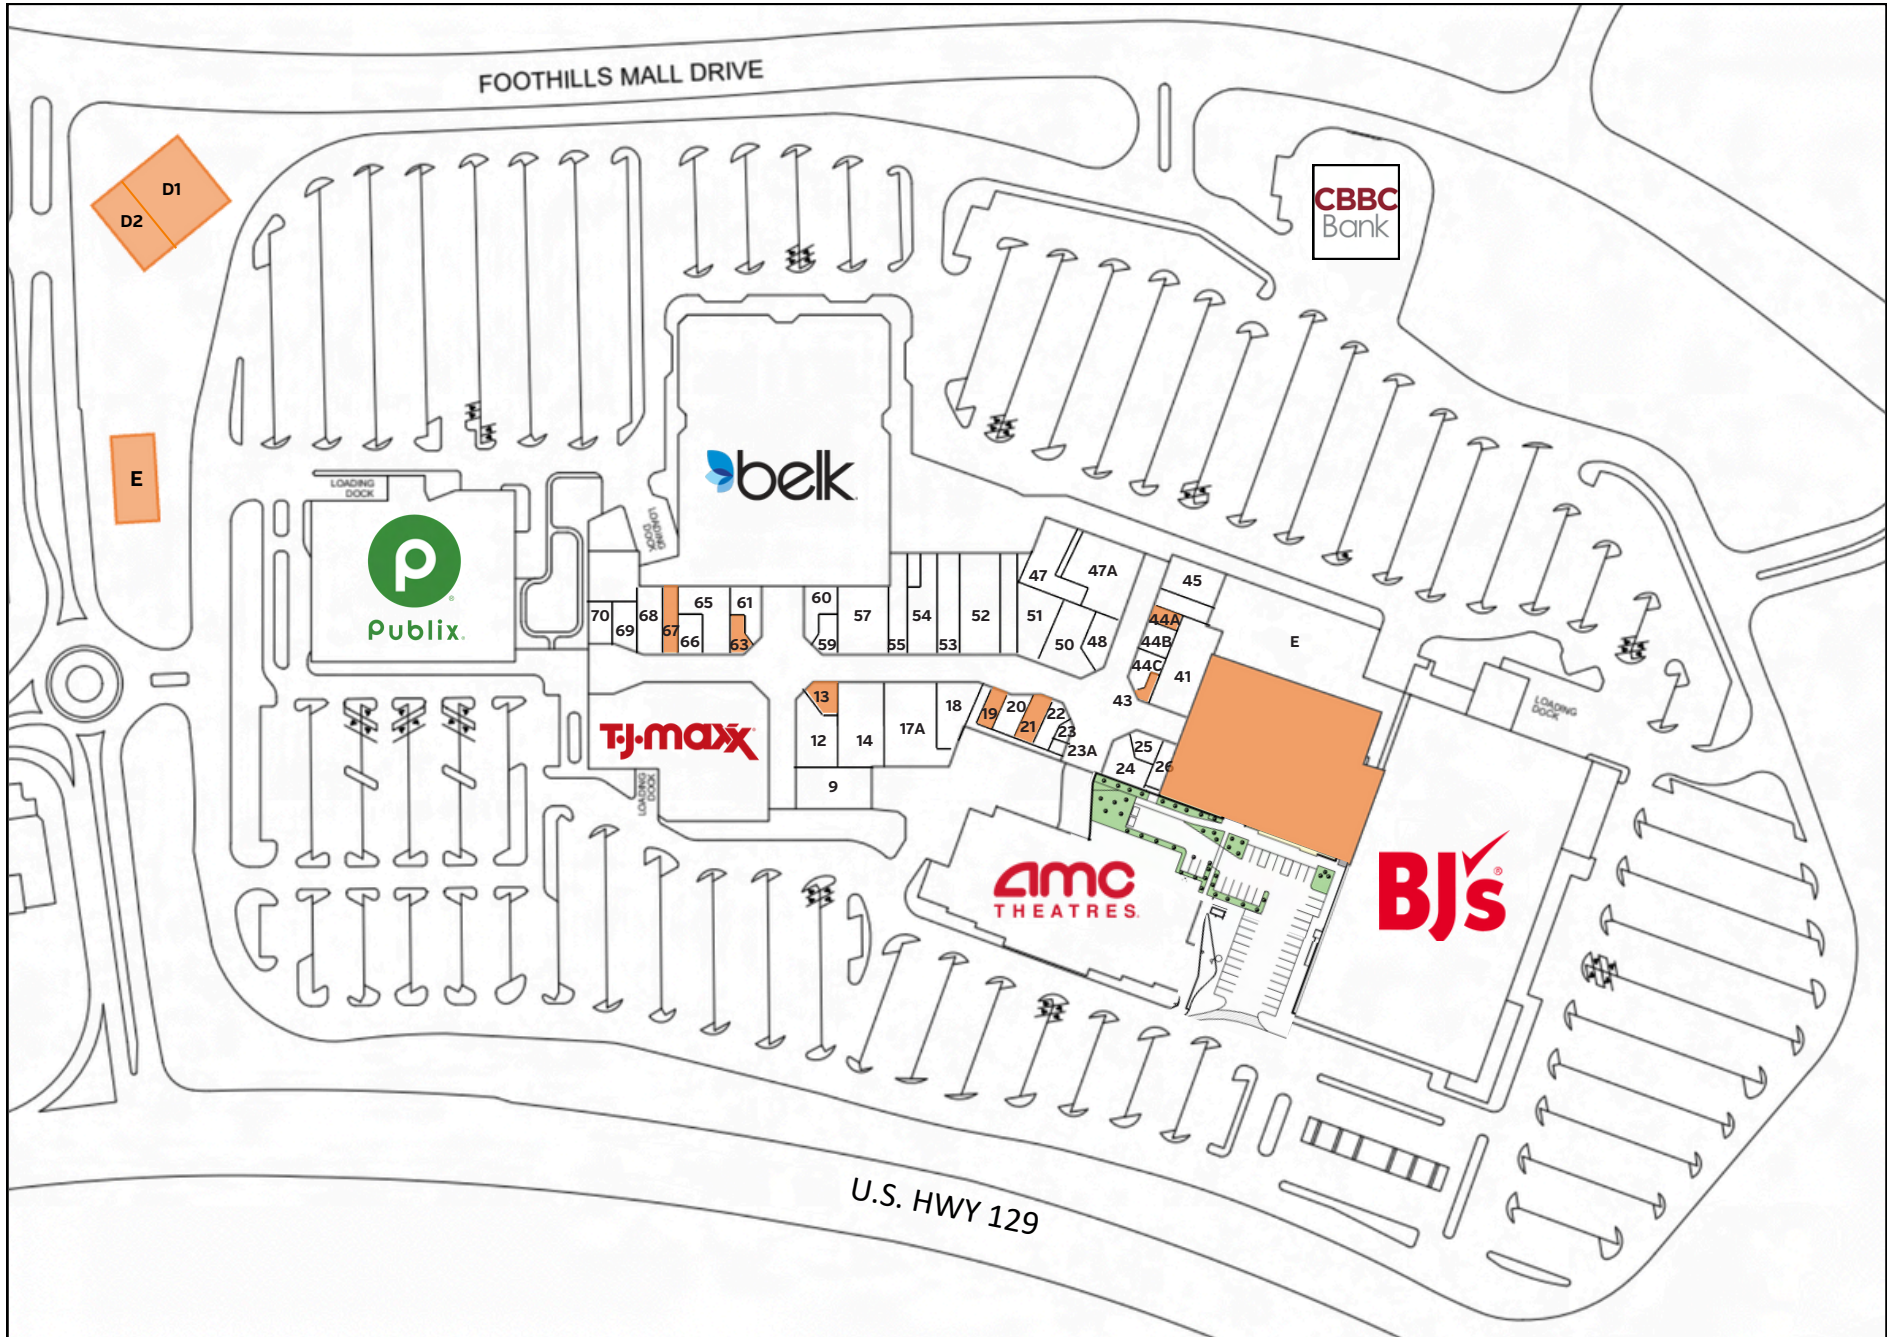 FOOTHILLS MALL DRIVE
D1
D2
CBBC
Bank
E
LOADING
DOCK
belk
LOADING
DOCK
Publix
47
47A
45
70
69
68
67
65
66
61
63
60
59
57
55
54
53
52
51
50
48
44A
44B
44C
43
41
E
LOADING
DOCK
T·J·maxx
13
12
14
17A
18
19
20
21
22
23
23A
25
24
26
9
LOADING
DOCK
amc
THEATRES
BJ's
U.S. HWY 129